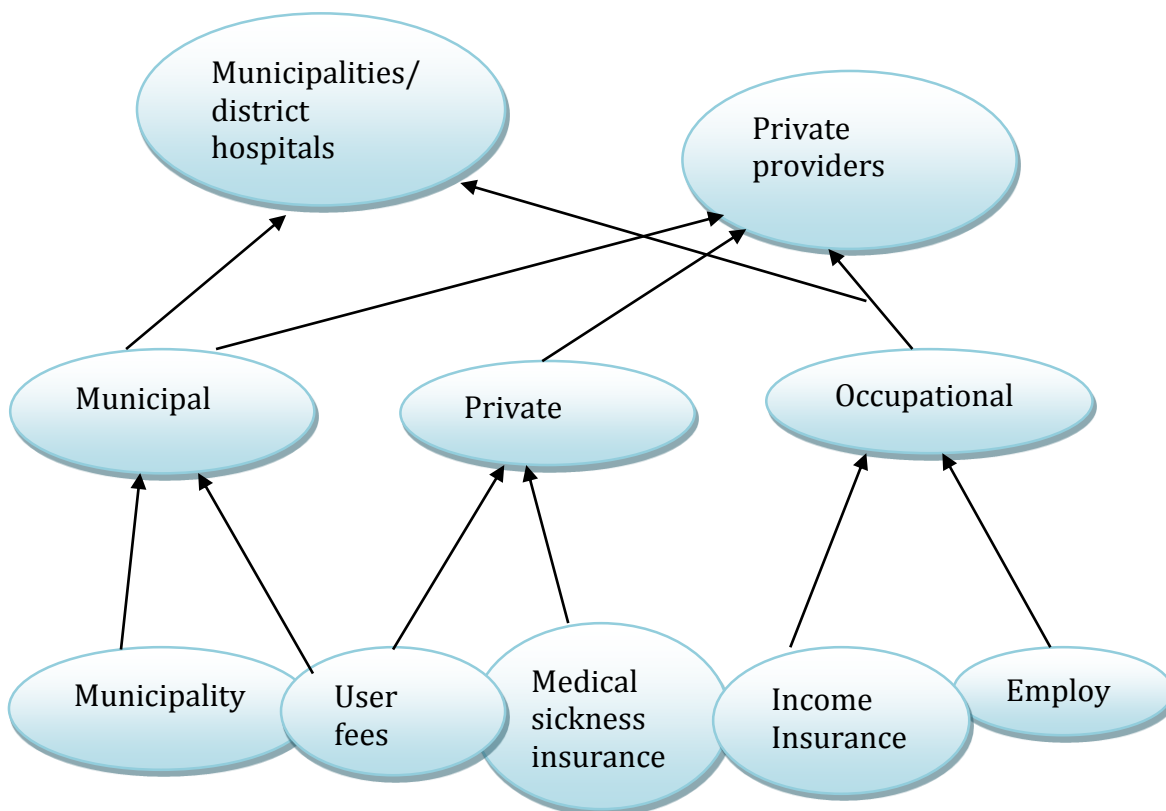 Municipalities/
district
hospitals
Private
providers
Municipal
Private
Occupational
Municipality
User
fees
Medical
sickness
insurance
Income
Insurance
Employ